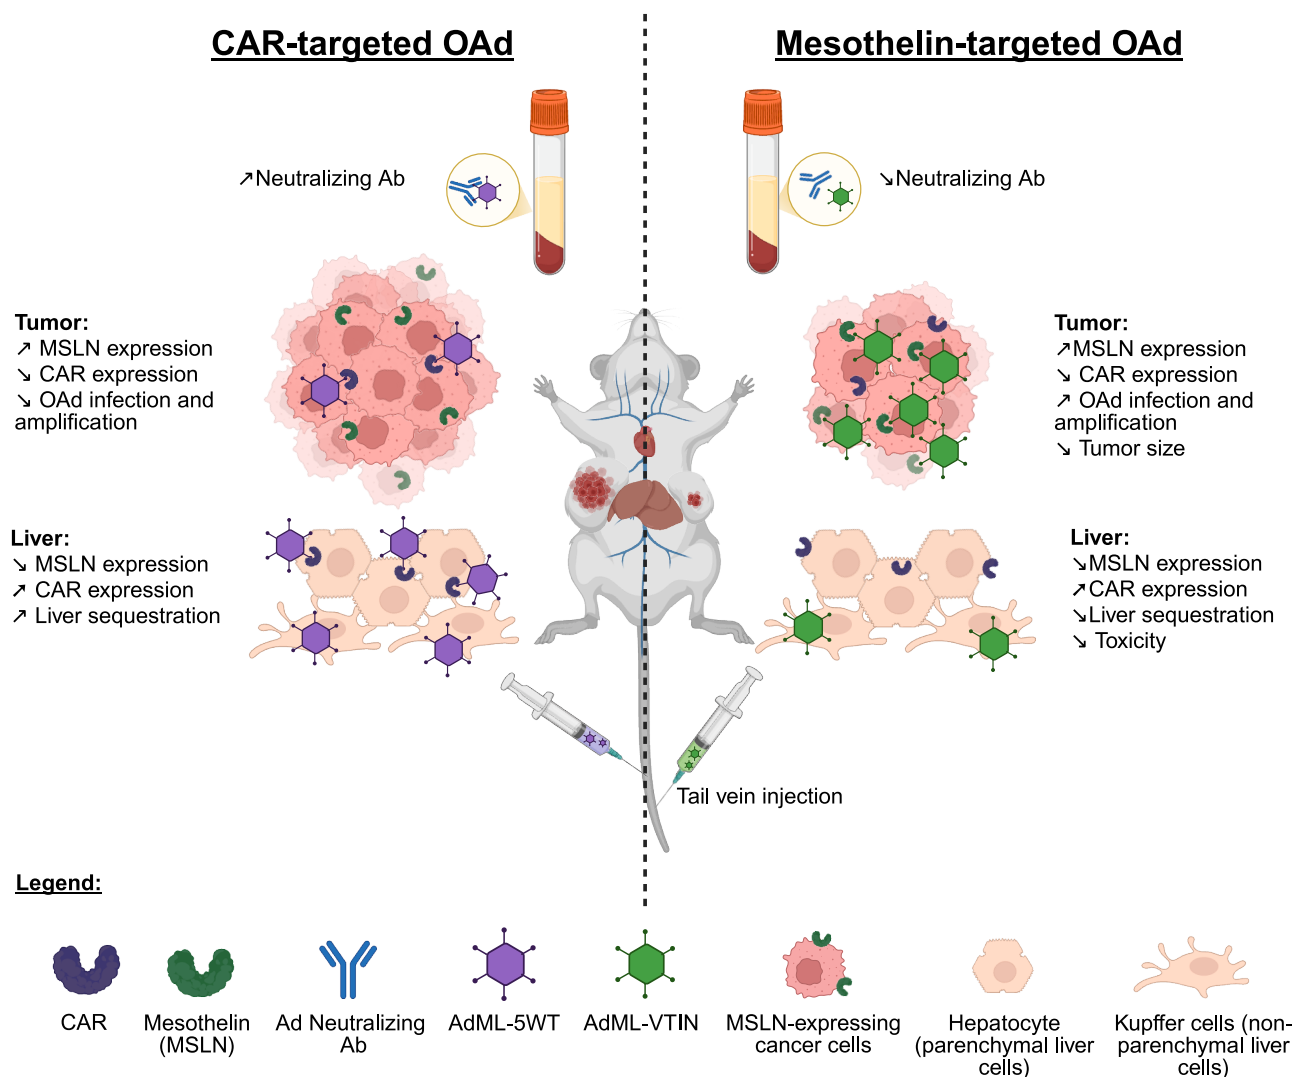 CAR-targeted OAd
Mesothelin-targeted OAd
↗Neutralizing Ab
↘Neutralizing Ab
Tumor:
↗ MSLN expression
↘ CAR expression
↘ OAd infection and
amplification
Tumor:
↗MSLN expression
↘ CAR expression
↗ OAd infection and
amplification
↘ Tumor size
Liver:
↘ MSLN expression
↗ CAR expression
↗ Liver sequestration
Liver:
↘MSLN expression
↗CAR expression
↘Liver sequestration
↘ Toxicity
Tail vein injection
Legend:
CAR
Mesothelin
(MSLN)
Ad Neutralizing
Ab
AdML-5WT
AdML-VTIN
MSLN-expressing
cancer cells
Hepatocyte
(parenchymal liver
cells)
Kupffer cells (non-
parenchymal liver
cells)